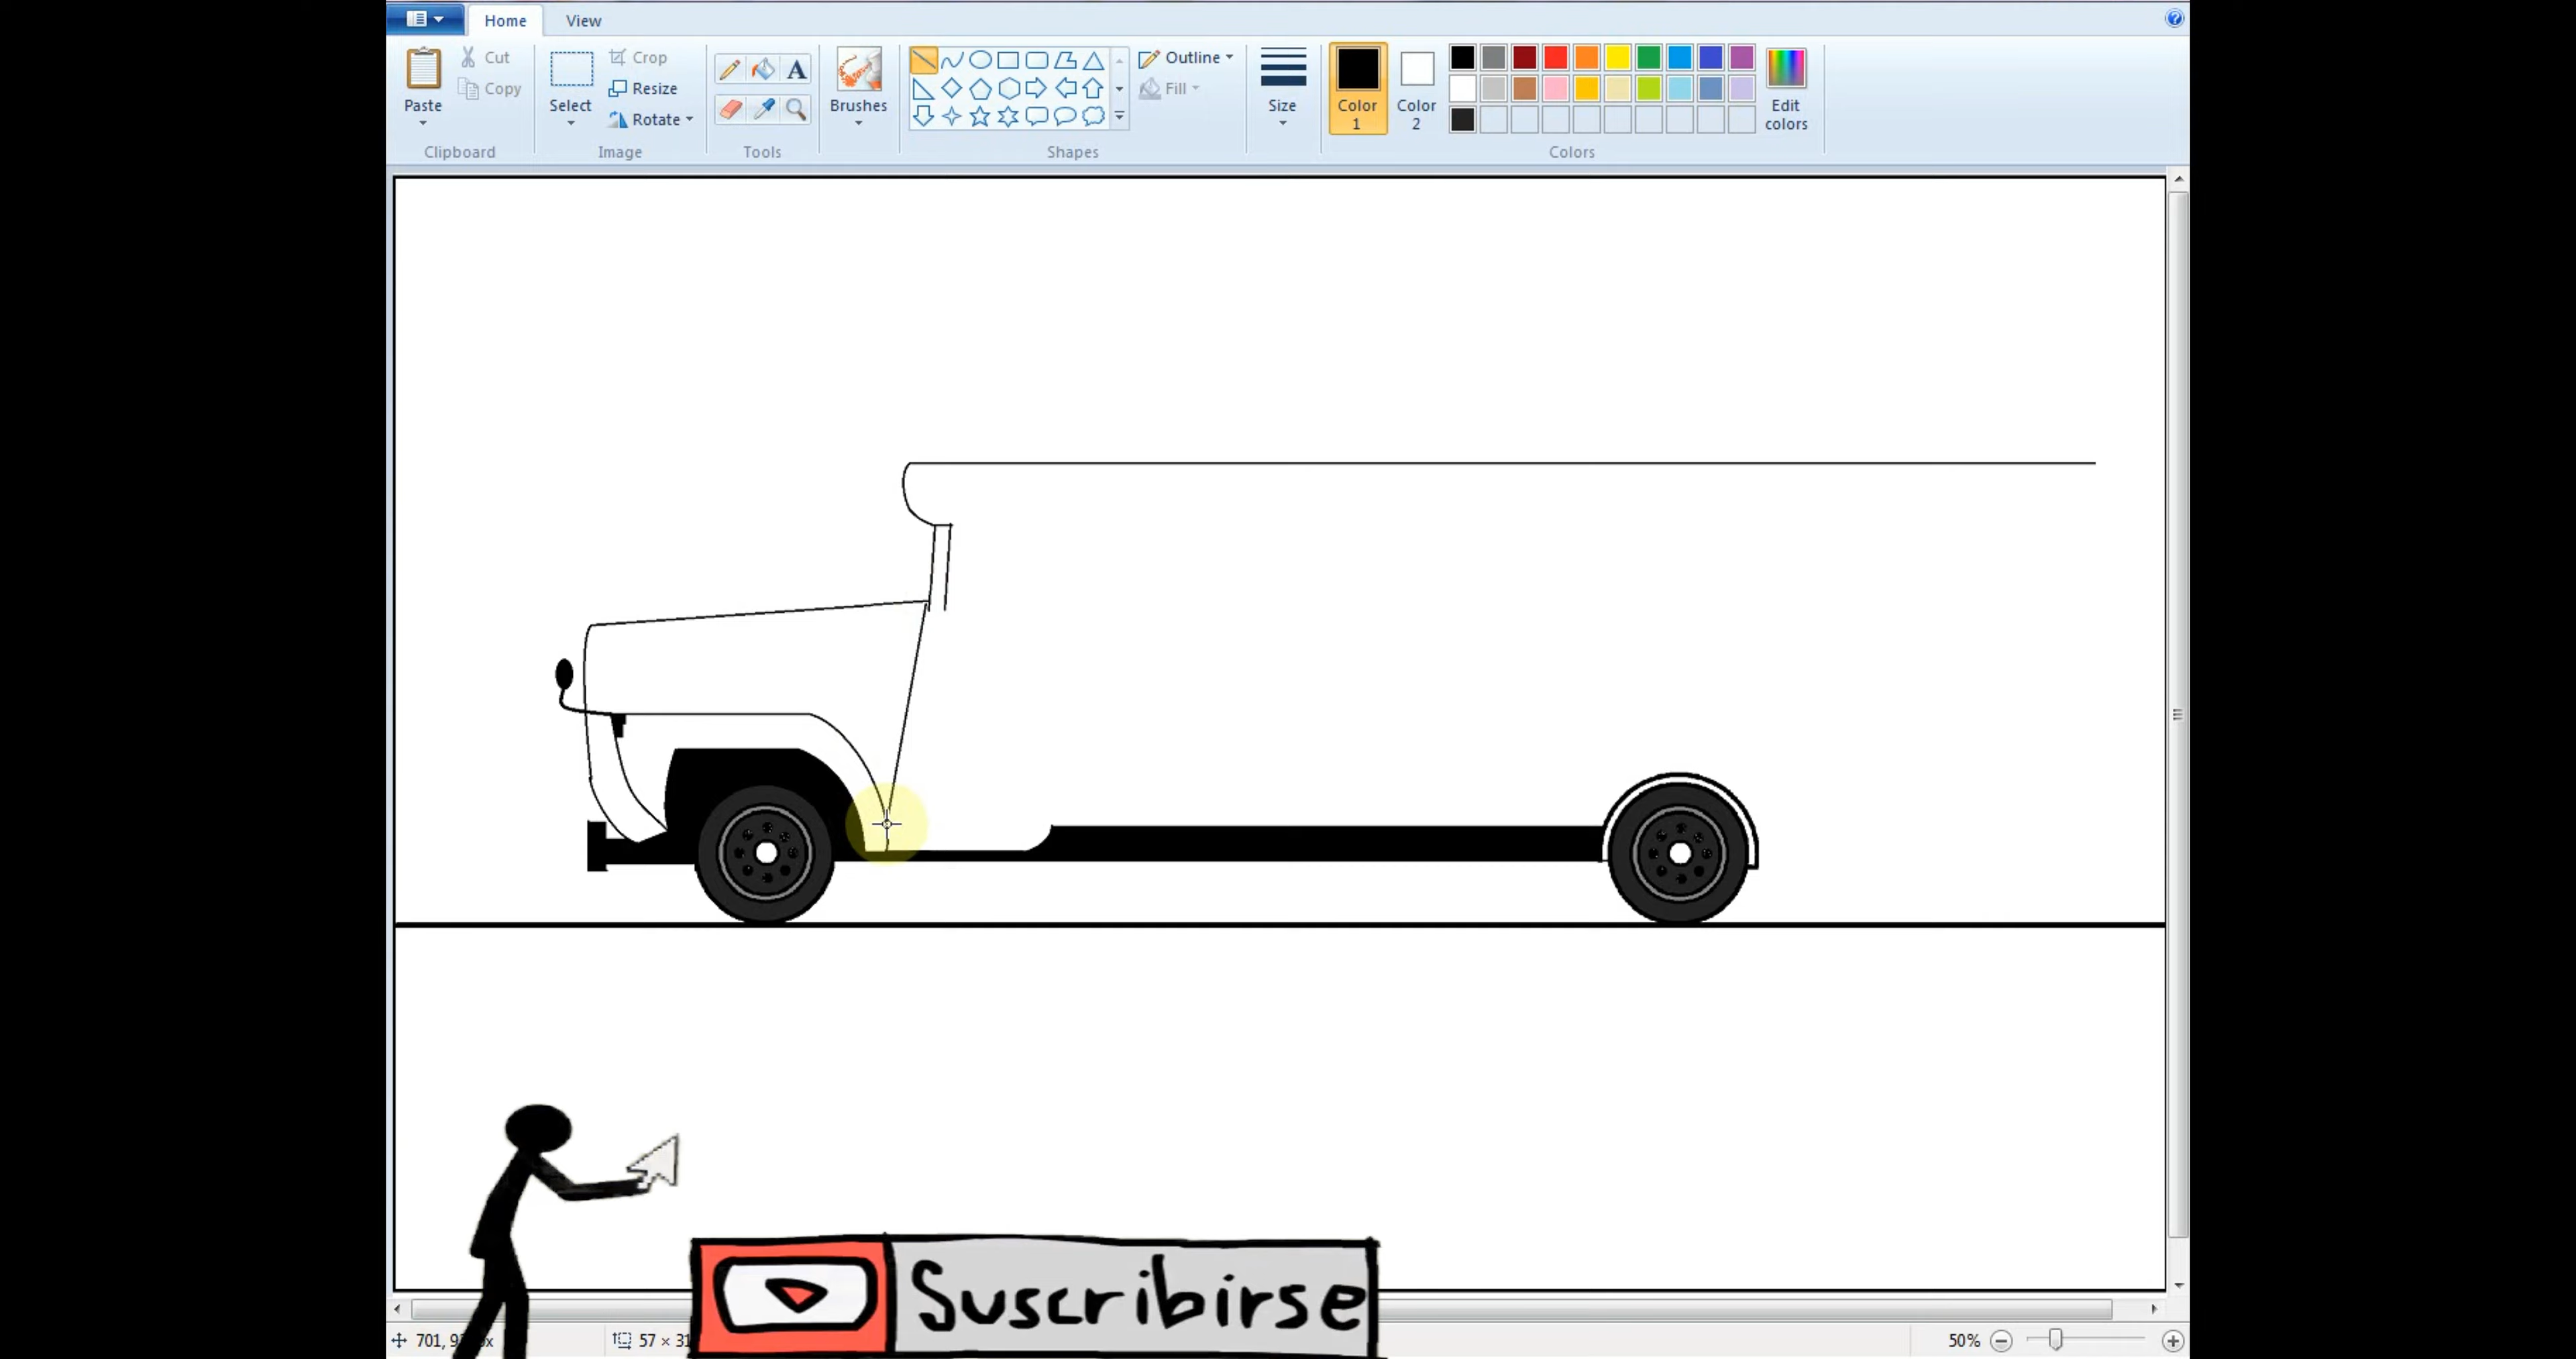 Home View
Paste
Cut
Copy
Clipboard
Select
Crop
Resize
Rotate
Image
A
Tools
Brushes
Outline
Fill
Shapes
Size
Color
1
Color
2
Edit
colors
Colors
Suscribirse
50%